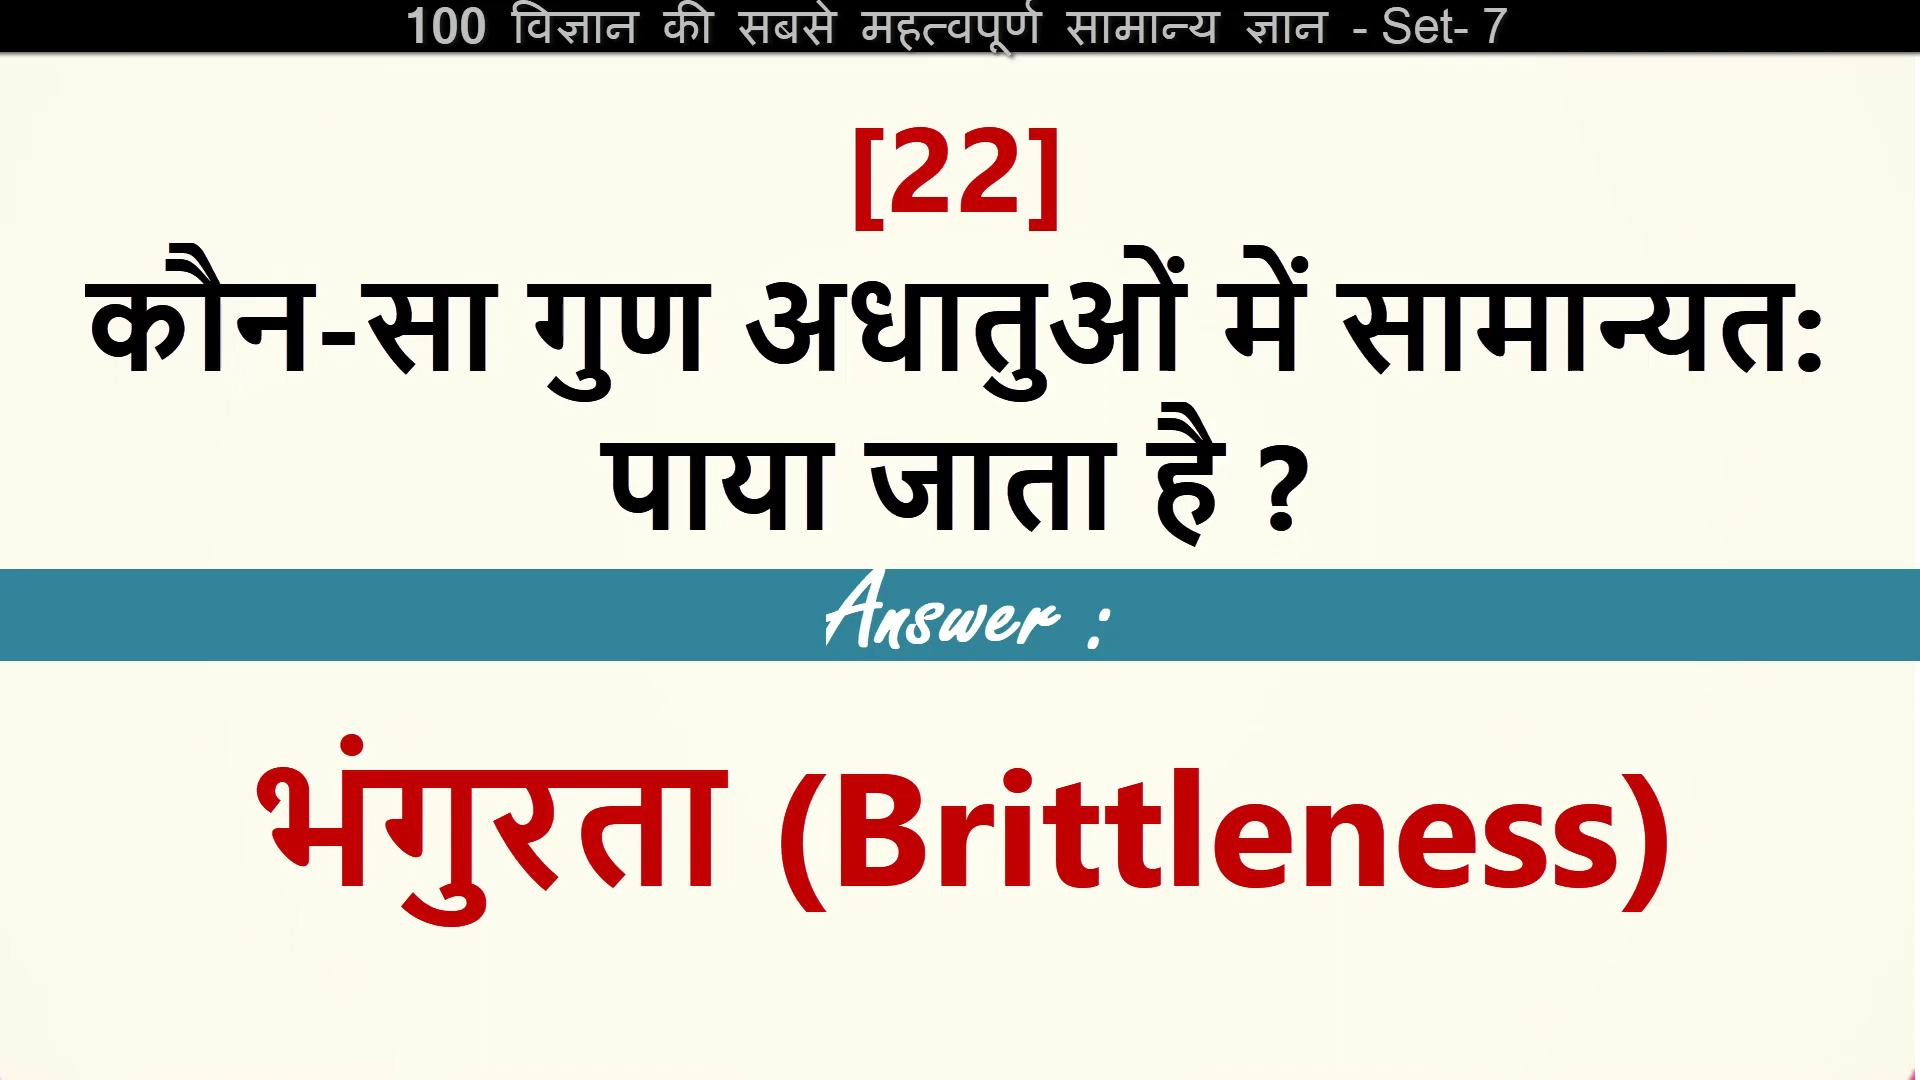 100 विज्ञान की सबसे महत्वपूर्ण सामान्य ज्ञान - Set- 7
[22]
कौन-सा गुण अधातुओं में सामान्यत:
पाया जाता है ?
Answer :
भंगुरता (Brittleness)